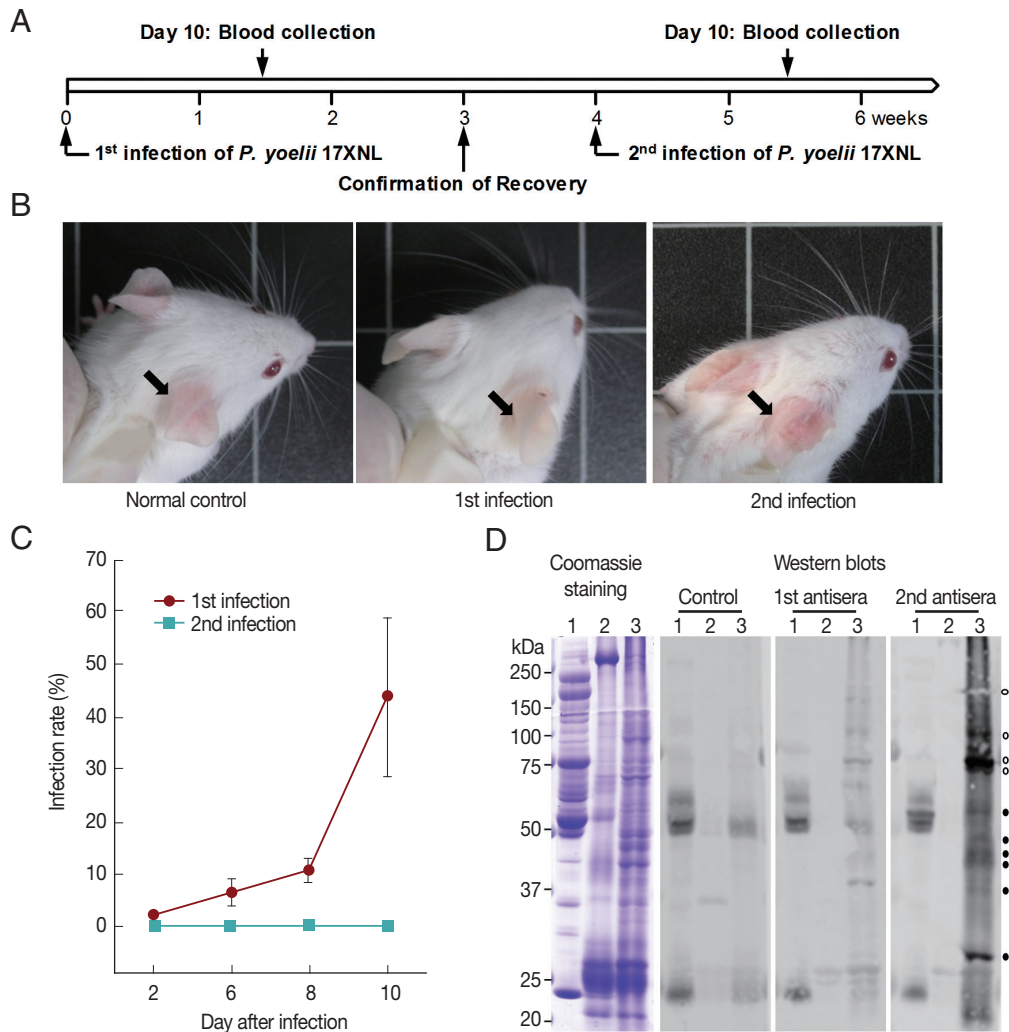 A
Day 10: Blood collection
Day 10: Blood collection
0 1 2 3 4 5 6 weeks
1st infection of P. yoelii 17XNL
2nd infection of P. yoelii 17XNL
Confirmation of Recovery
B
Normal control
1st infection
2nd infection
C
70
60
50
40
30
20
10
0
Infection rate (%)
1st infection
2nd infection
2 6 8 10
Day after infection
D
Coomassie
staining
Western blots
Control
1st antisera
2nd antisera
1 2 3 1 2 3 1 2 3 1 2 3
kDa
250
150
100
75
50
37
25
20